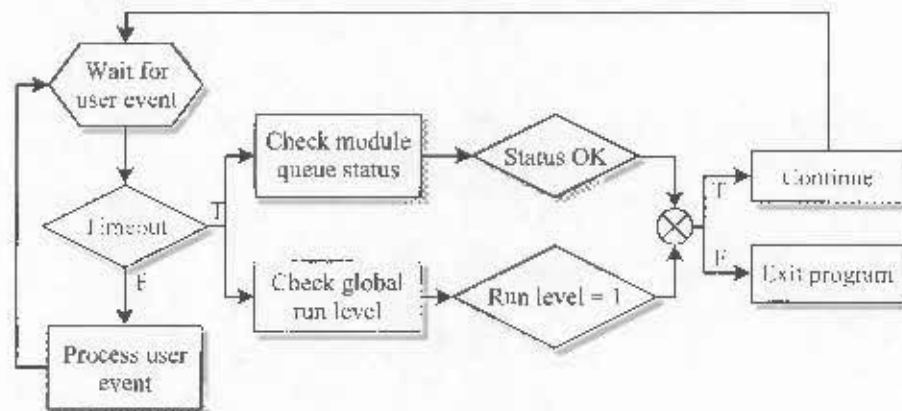 Wait for
user event
Timeout
T
F
Process user
event
Check module
queue status
Status OK
Check global
run level
Run level = 1
T
F
Continue
Exit program